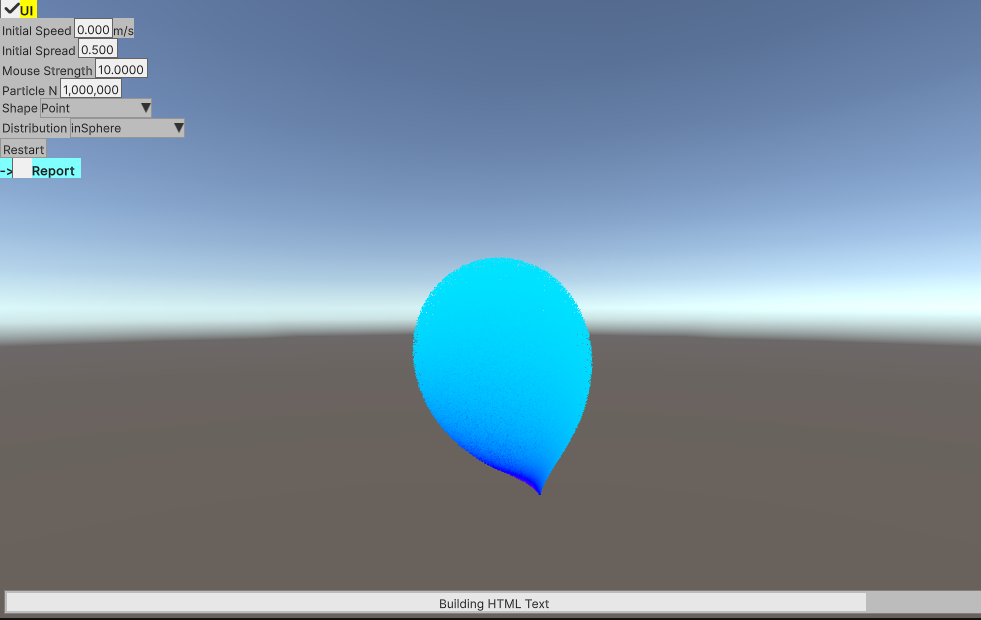 UI
Initial Speed 0.000 m/s
Initial Spread 0.500
Mouse Strength 10.0000
Particle N 1,000,000
Shape Point
Distribution inSphere
Restart
-> Report
Building HTML Text